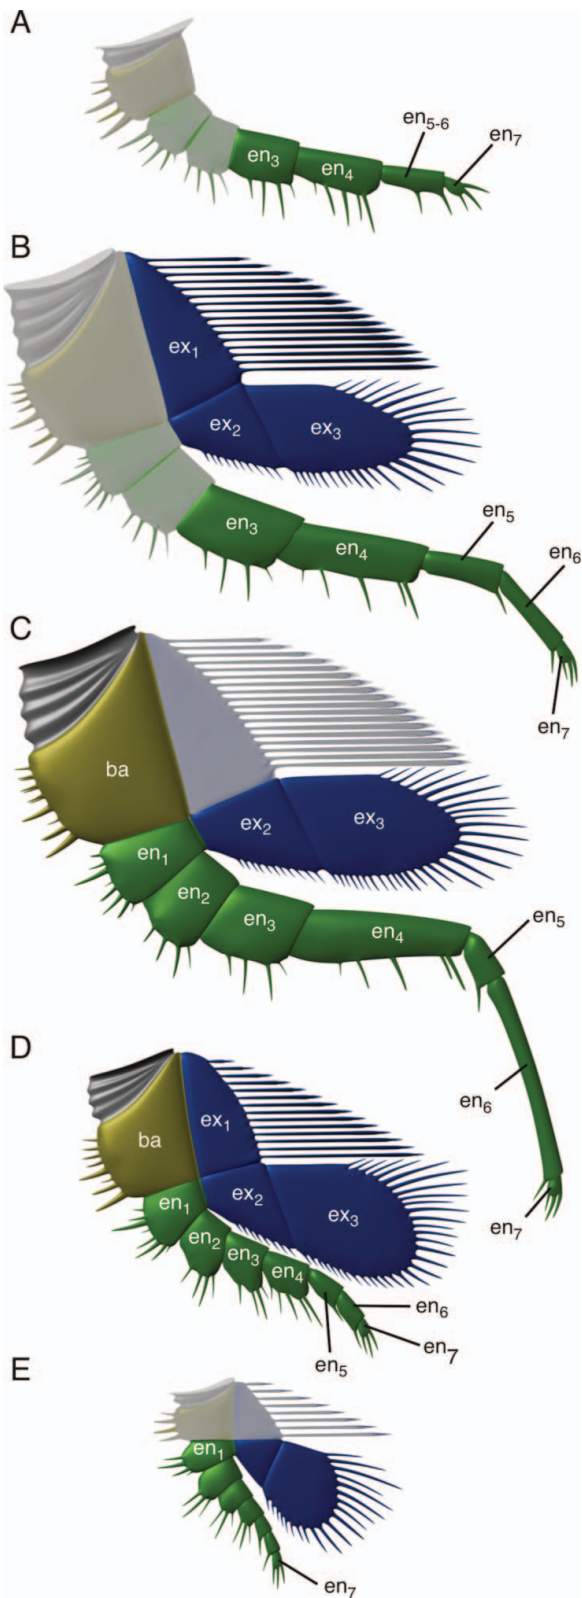 A
en₅₋₆
en₇
en₃
en₄
B
ex₁
ex₂
ex₃
en₅
en₃
en₄
en₆
en₇
C
ba
ex₂
ex₃
en₁
en₂
en₃
en₄
en₅
en₆
en₇
D
ex₁
ba
ex₂
ex₃
en₁
en₂
en₃
en₄
en₆
en₇
en₅
E
en₁
en₇